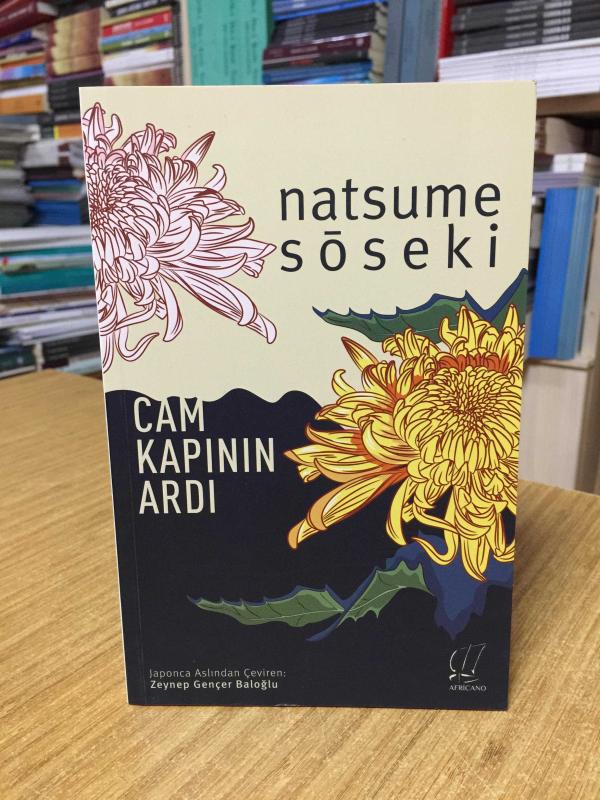 natsume
sōseki
CAM
KAPININ
ARDI
Japonca Aslından Çeviren:
Zeynep Gençer Baloğlu
AFRICANO